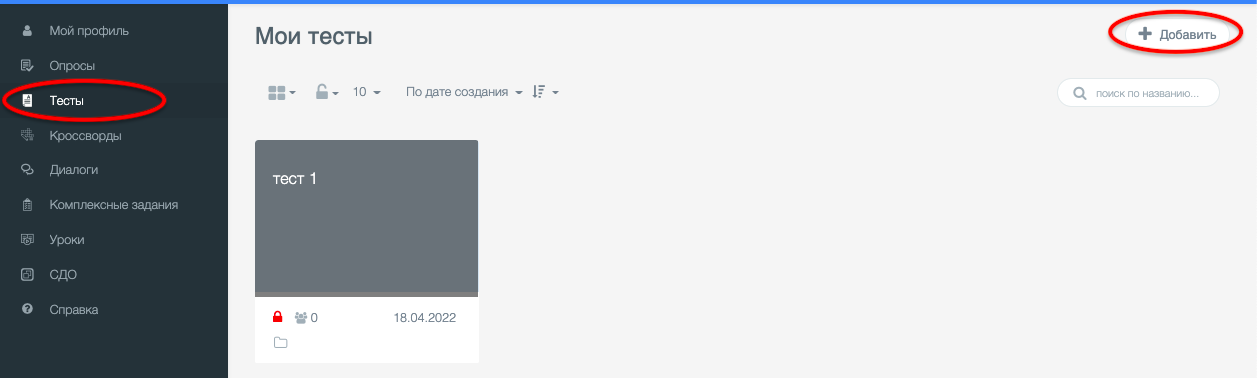 Мой профиль
Опросы
Тесты
Кроссворды
Диалоги
Комплексные задания
Уроки
СДО
Справка
Мои тесты
Добавить
10 По дате создания
поиск по названию...
тест 1
0 18.04.2022